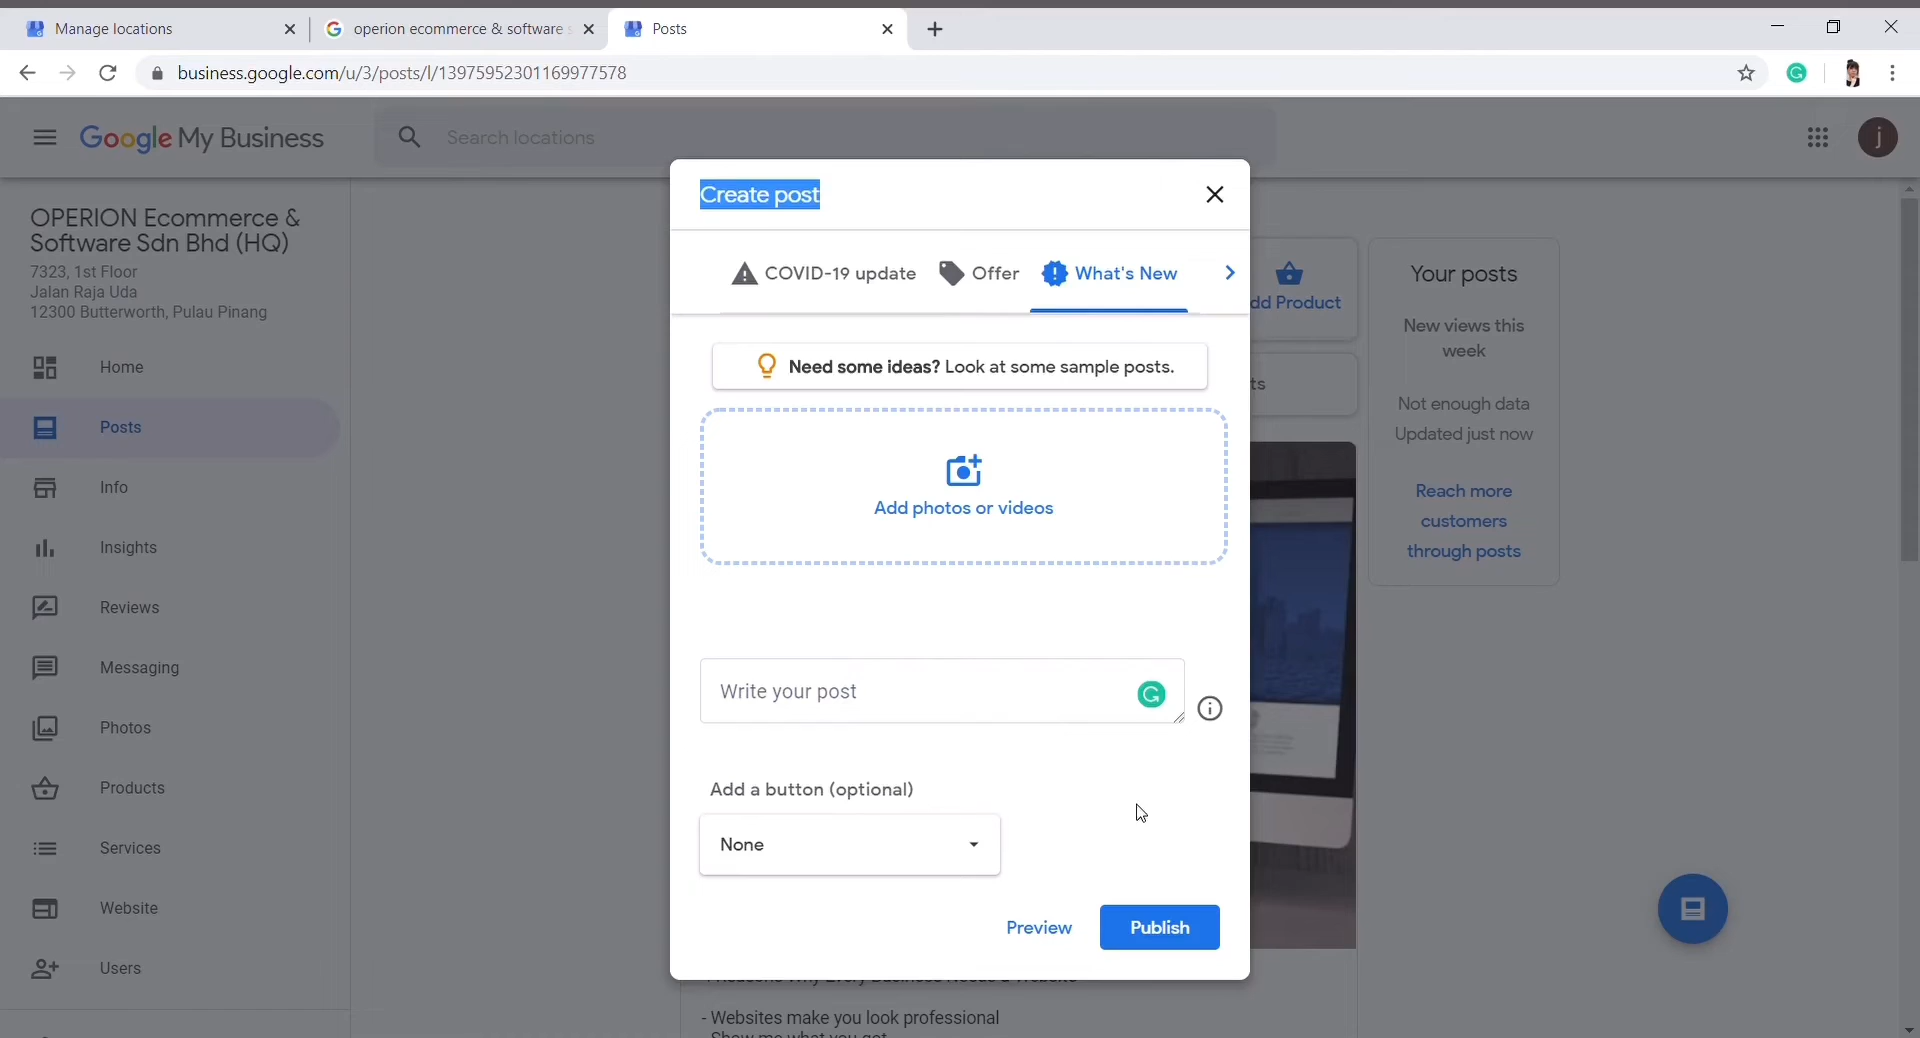 Manage locations
operion ecommerce & software
Posts
business.google.com/u/3/posts/l/13975952301169977578
Google My Business
Search locations
j
OPERION Ecommerce &
Software Sdn Bhd (HQ)
7323, 1st Floor
Jalan Raja Uda
12300 Butterworth, Pulau Pinang
Home
Posts
Info
Insights
Reviews
Messaging
Photos
Products
Services
Website
Users
Create post
COVID-19 update
Offer
What's New
Need some ideas? Look at some sample posts.
Add photos or videos
Write your post
Add a button (optional)
None
Preview
Publish
Product
Your posts
New views this
week
Not enough data
Updated just now
Reach more
customers
through posts
- Websites make you look professional